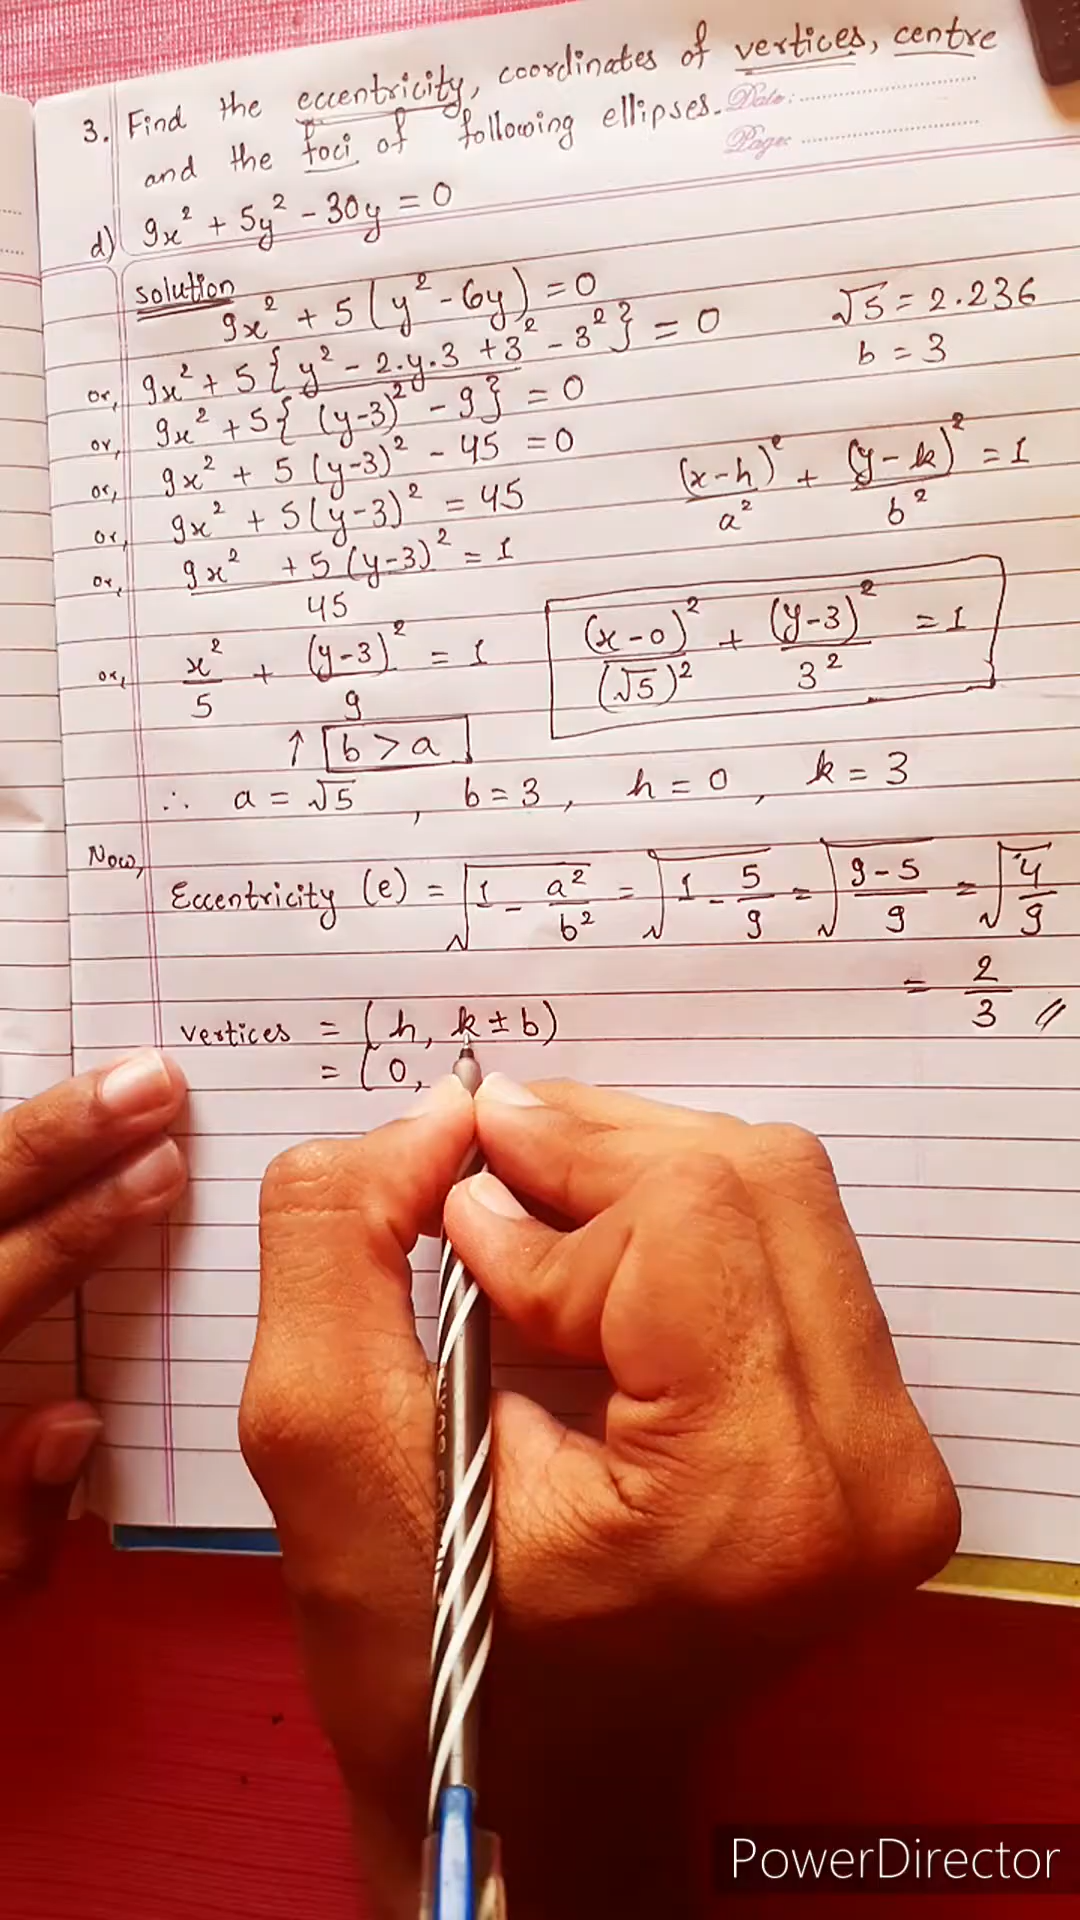 3. Find the eccentricity, coordinates of vertices, centre
and the foci of following ellipses.
Date:
Page:
d) 9x² + 5y² - 30y = 0
solution
9x² + 5(y² - 6y) = 0
or, 9x² + 5{y² - 2.y.3 + 3² - 3²} = 0
or, 9x² + 5{(y-3)² - 9} = 0
or, 9x² + 5(y-3)² - 45 = 0
or, 9x² + 5(y-3)² = 45
or, 9x² + 5(y-3)² / 45 = 1
or, x²/5 + (y-3)²/9 = 1
√5 = 2.236
b = 3
(x-h)²/a² + (y-k)²/b² = 1
(x-0)²/(√5)² + (y-3)²/3² = 1
↑ b > a
∴ a = √5, b = 3, h = 0, k = 3
Now,
Eccentricity (e) = √(1 - a²/b²) = √(1 - 5/9) = √((9-5)/9) = √(4/9)
= 2/3 //
vertices = (h, k ± b)
= (0,
PowerDirector